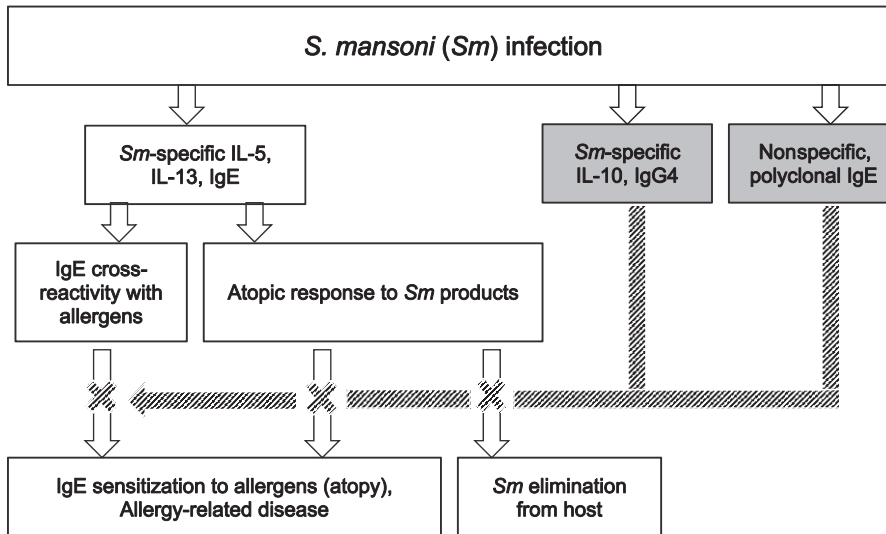 S. mansoni (Sm) infection
Sm-specific IL-5,
IL-13, IgE
Sm-specific
IL-10, IgG4
Nonspecific,
polyclonal IgE
IgE cross-
reactivity with
allergens
Atopic response to Sm products
IgE sensitization to allergens (atopy),
Allergy-related disease
Sm elimination
from host